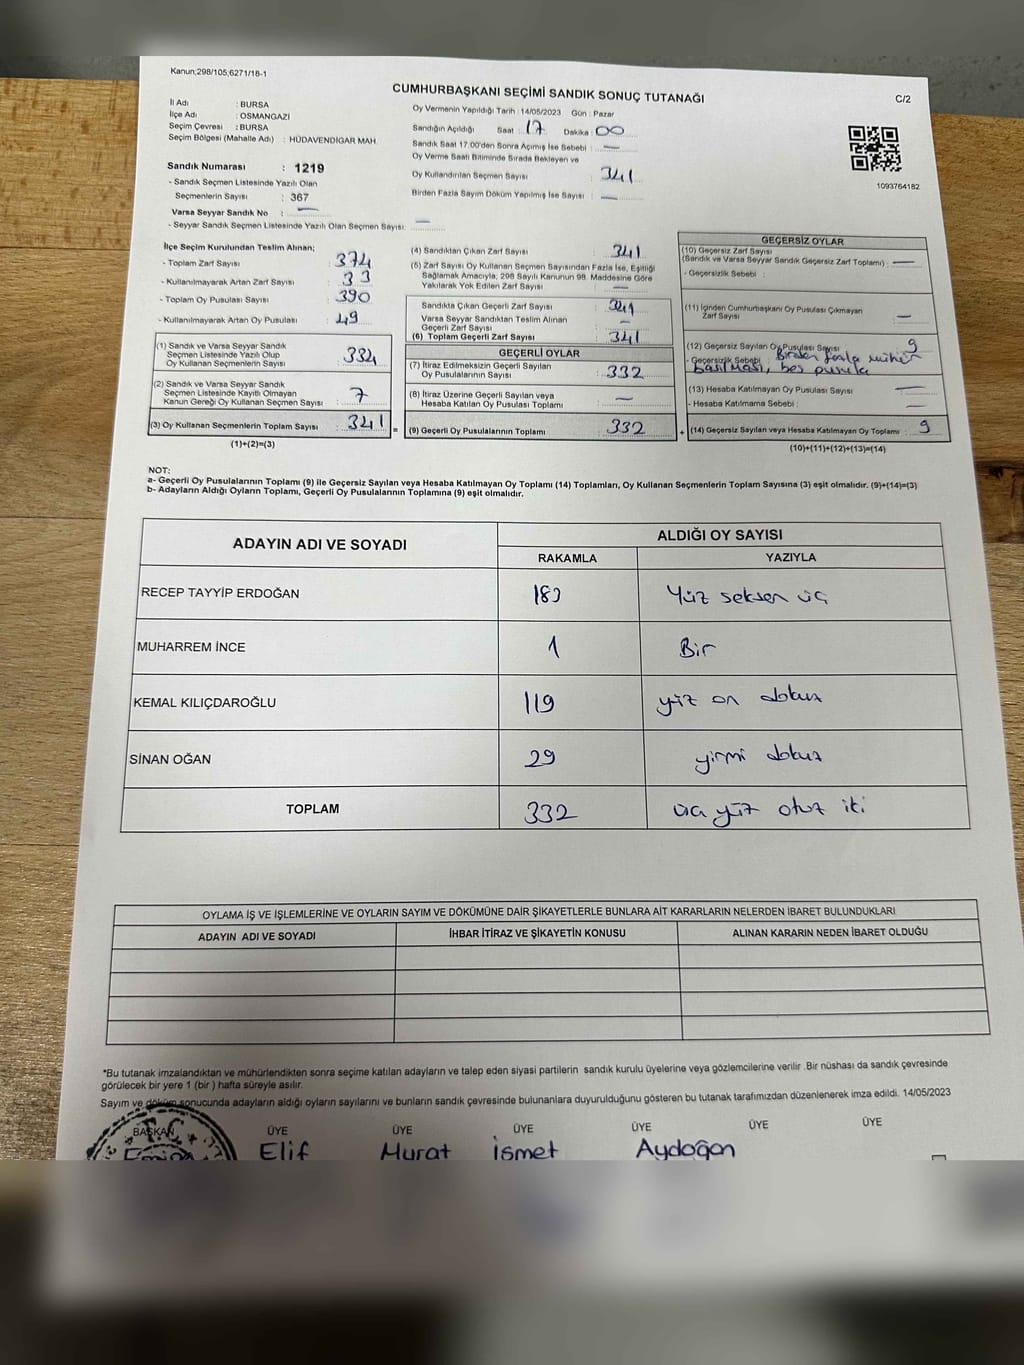 Kanun;298/105;6271/18-1
CUMHURBAŞKANI SEÇİMİ SANDIK SONUÇ TUTANAĞI
C/2
İl Adı : BURSA
İlçe Adı : OSMANGAZİ
Seçim Çevresi : BURSA
Seçim Bölgesi (Mahalle Adı) : HÜDAVENDİGAR MAH.
Sandık Numarası : 1219
- Sandık Seçmen Listesinde Yazılı Olan
Seçmenlerin Sayısı : 367
Varsa Seyyar Sandık No : —
- Seyyar Sandık Seçmen Listesinde Yazılı Olan Seçmen Sayısı: —
Oy Vermenin Yapıldığı Tarih : 14/05/2023 Gün : Pazar
Sandığın Açıldığı Saat : 17 Dakika : 00
Sandık Saat 17.00'den Sonra Açılmış İse Sebebi : —
Oy Verme Saati Bitiminde Sırada Bekleyen ve
Oy Kullandırılan Seçmen Sayısı : 341
Birden Fazla Sayım Döküm Yapılmış İse Sayısı : —
1093764182
İlçe Seçim Kurulundan Teslim Alınan;
- Toplam Zarf Sayısı : 374
- Kullanılmayarak Artan Zarf Sayısı : 33
- Toplam Oy Pusulası Sayısı : 390
- Kullanılmayarak Artan Oy Pusulası : 49
(1) Sandık ve Varsa Seyyar Sandık
Seçmen Listesinde Yazılı Olup
Oy Kullanan Seçmenlerin Sayısı : 334
(2) Sandık ve Varsa Seyyar Sandık
Seçmen Listesinde Kayıtlı Olmayan
Kanun Gereği Oy Kullanan Seçmen Sayısı : 7
(3) Oy Kullanan Seçmenlerin Toplam Sayısı : 341
(1)+(2)=(3)
(4) Sandıktan Çıkan Zarf Sayısı : 341
(5) Zarf Sayısı Oy Kullanan Seçmen Sayısından Fazla İse, Eşitliği
Sağlamak Amacıyla; 298 Sayılı Kanunun 98. Maddesine Göre
Yakılarak Yok Edilen Zarf Sayısı : —
Sandıkta Çıkan Geçerli Zarf Sayısı : 341
Varsa Seyyar Sandıktan Teslim Alınan
Geçerli Zarf Sayısı : —
(6) Toplam Geçerli Zarf Sayısı : 341
GEÇERLİ OYLAR
(7) İtiraz Edilmeksizin Geçerli Sayılan
Oy Pusulalarının Sayısı : 332
(8) İtiraz Üzerine Geçerli Sayılan veya
Hesaba Katılan Oy Pusulası Toplamı : —
= (9) Geçerli Oy Pusulalarının Toplamı : 332
GEÇERSİZ OYLAR
(10) Geçersiz Zarf Sayısı
(Sandık ve Varsa Seyyar Sandık Geçersiz Zarf Toplamı) : —
- Geçersizlik Sebebi :
(11) İçinden Cumhurbaşkanı Oy Pusulası Çıkmayan
Zarf Sayısı : —
(12) Geçersiz Sayılan Oy Pusulası Sayısı : 9
- Geçersizlik Sebebi : Birden fazla mühür
basılması, boş pusula
(13) Hesaba Katılmayan Oy Pusulası Sayısı : —
- Hesaba Katılmama Sebebi : —
+ (14) Geçersiz Sayılan veya Hesaba Katılmayan Oy Toplamı : 9
(10)+(11)+(12)+(13)=(14)
NOT:
a- Geçerli Oy Pusulalarının Toplamı (9) ile Geçersiz Sayılan veya Hesaba Katılmayan Oy Toplamı (14) Toplamları, Oy Kullanan Seçmenlerin Toplam Sayısına (3) eşit olmalıdır. (9)+(14)=(3)
b- Adayların Aldığı Oyların Toplamı, Geçerli Oy Pusulalarının Toplamına (9) eşit olmalıdır.
ADAYIN ADI VE SOYADI
ALDIĞI OY SAYISI
RAKAMLA YAZIYLA
RECEP TAYYİP ERDOĞAN 183 Yüz seksen üç
MUHARREM İNCE 1 Bir
KEMAL KILIÇDAROĞLU 119 yüz on dokuz
SİNAN OĞAN 29 yirmi dokuz
TOPLAM 332 üç yüz otuz iki
OYLAMA İŞ VE İŞLEMLERİNE VE OYLARIN SAYIM VE DÖKÜMÜNE DAİR ŞİKAYETLERLE BUNLARA AİT KARARLARIN NELERDEN İBARET BULUNDUKLARI
ADAYIN ADI VE SOYADI İHBAR İTİRAZ VE ŞİKAYETİN KONUSU ALINAN KARARIN NEDEN İBARET OLDUĞU
*Bu tutanak imzalandıktan ve mühürlendikten sonra seçime katılan adayların ve talep eden siyasi partilerin sandık kurulu üyelerine veya gözlemcilerine verilir .Bir nüshası da sandık çevresinde
görülecek bir yere 1 (bir ) hafta süreyle asılır.
Sayım ve döküm sonucunda adayların aldığı oyların sayılarını ve bunların sandık çevresinde bulunanlara duyurulduğunu gösteren bu tutanak tarafımızdan düzenlenerek imza edildi. 14/05/2023
BAŞKAN ÜYE ÜYE ÜYE ÜYE ÜYE ÜYE
Elif Murat İsmet Aydoğan